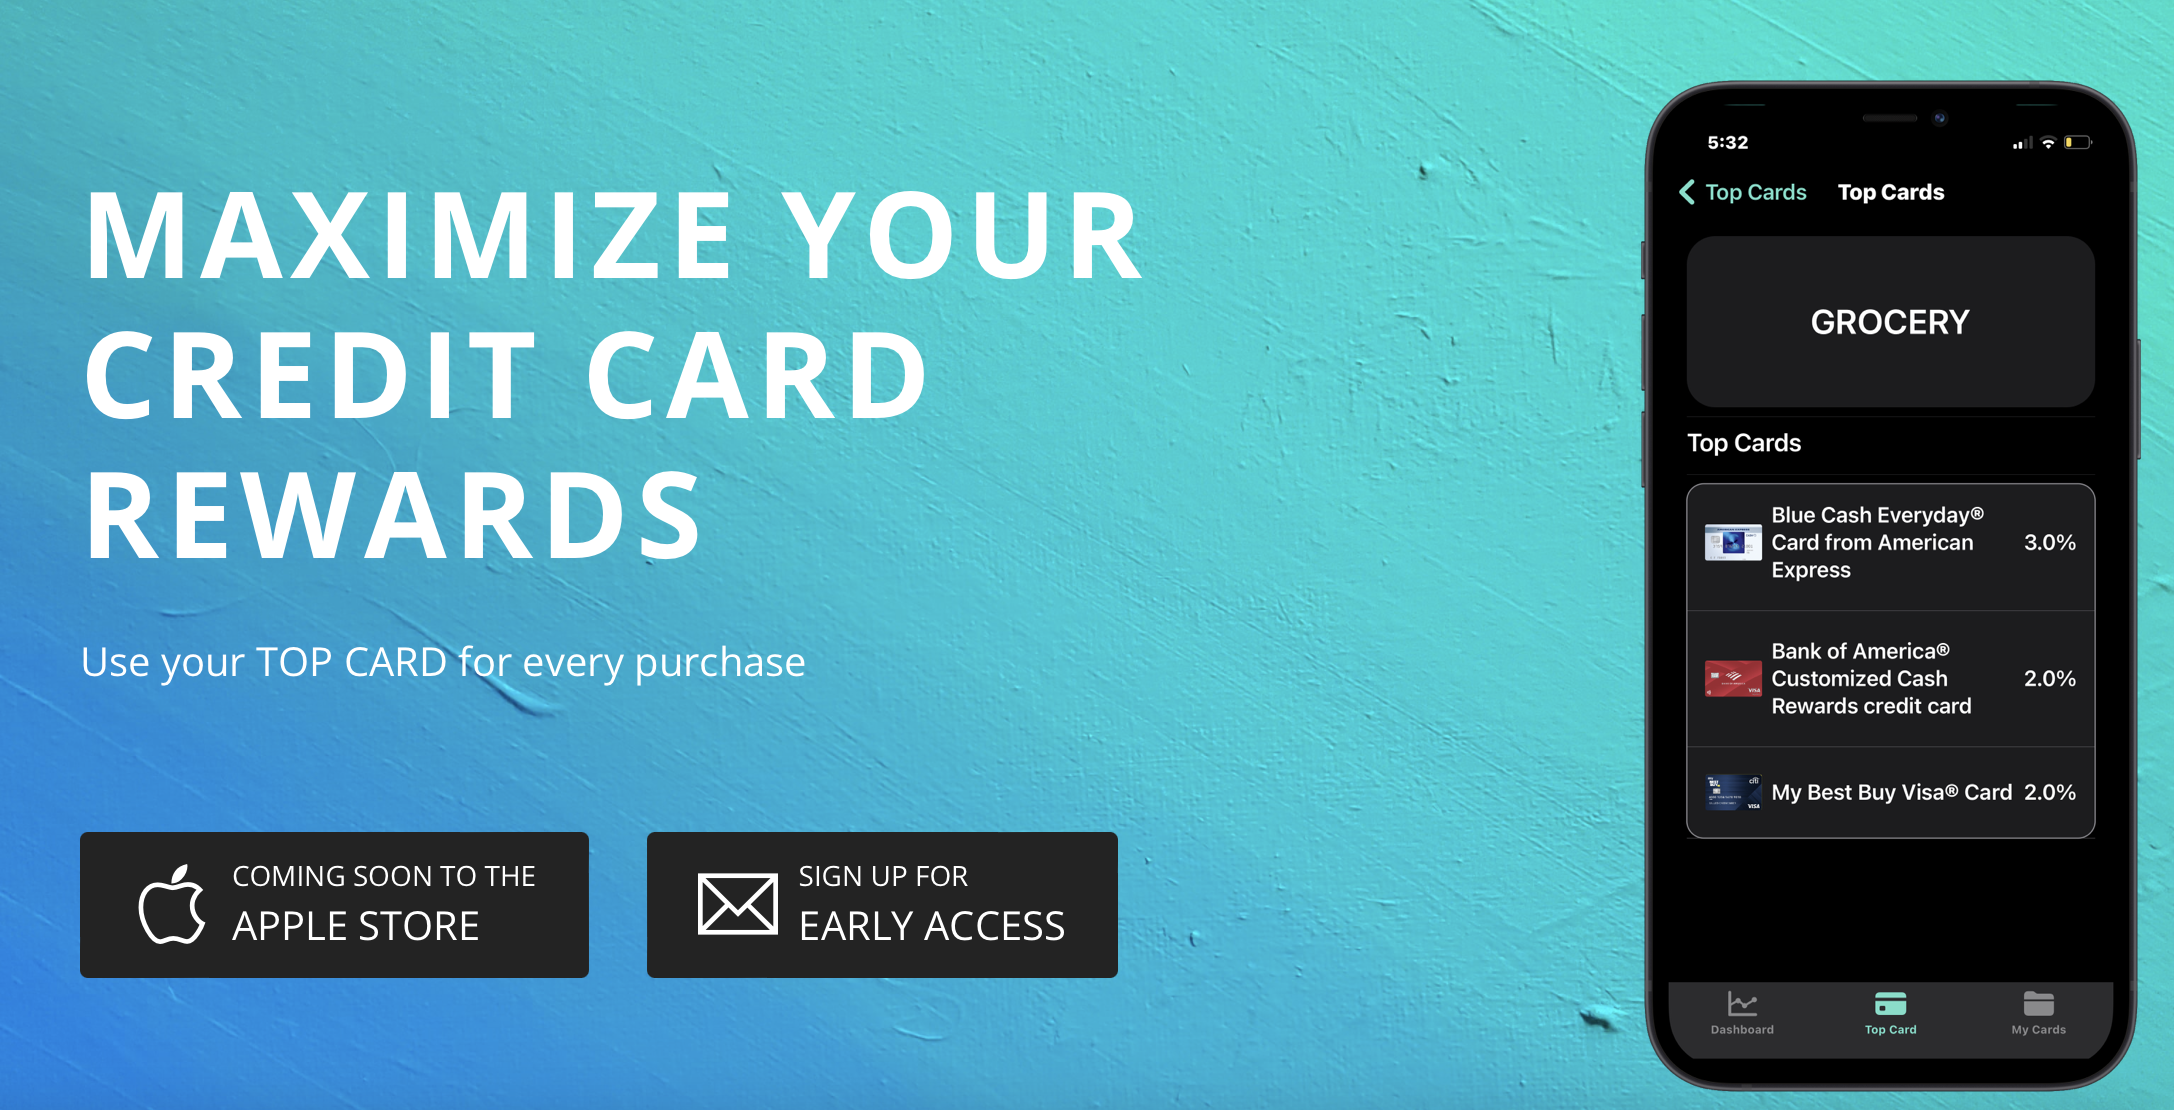 MAXIMIZE YOUR
CREDIT CARD
REWARDS
Use your TOP CARD for every purchase
COMING SOON TO THE
APPLE STORE
SIGN UP FOR
EARLY ACCESS
5:32
Top Cards
Top Cards
GROCERY
Top Cards
Blue Cash Everyday®
Card from American
Express
3.0%
Bank of America®
Customized Cash
Rewards credit card
2.0%
VISA
My Best Buy Visa® Card
2.0%
citi
VISA
Dashboard
Top Card
My Cards